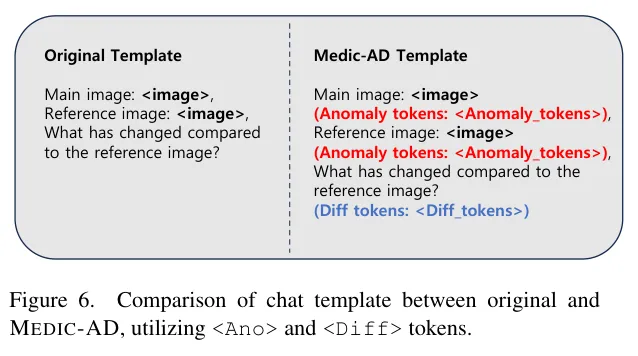 Original Template
Main image: <image>,
Reference image: <image>,
What has changed compared
to the reference image?
Medic-AD Template
Main image: <image>
(Anomaly tokens: <Anomaly_tokens>),
Reference image: <image>
(Anomaly tokens: <Anomaly_tokens>),
What has changed compared to the
reference image?
(Diff tokens: <Diff_tokens>)
Figure 6. Comparison of chat template between original and
MEDIC-AD, utilizing <Ano> and <Diff> tokens.